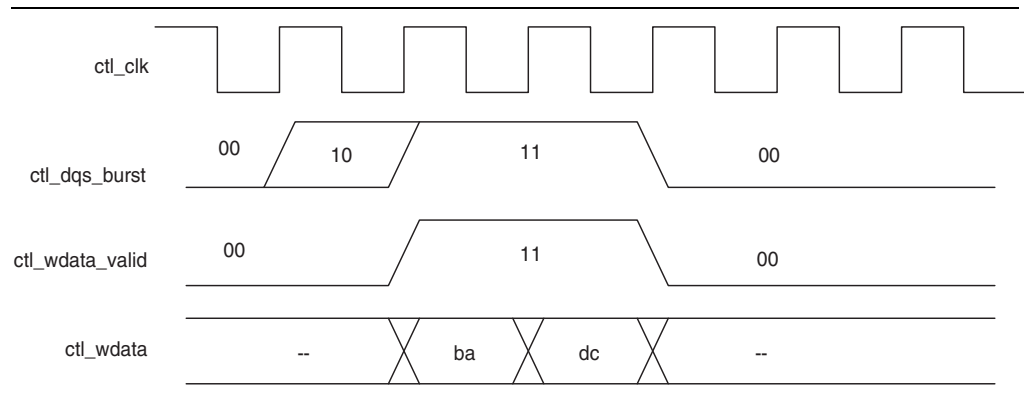 ctl_clk
00 10 11 00
ctl_dqs_burst
00 11 00
ctl_wdata_valid
ctl_wdata -- ba dc --